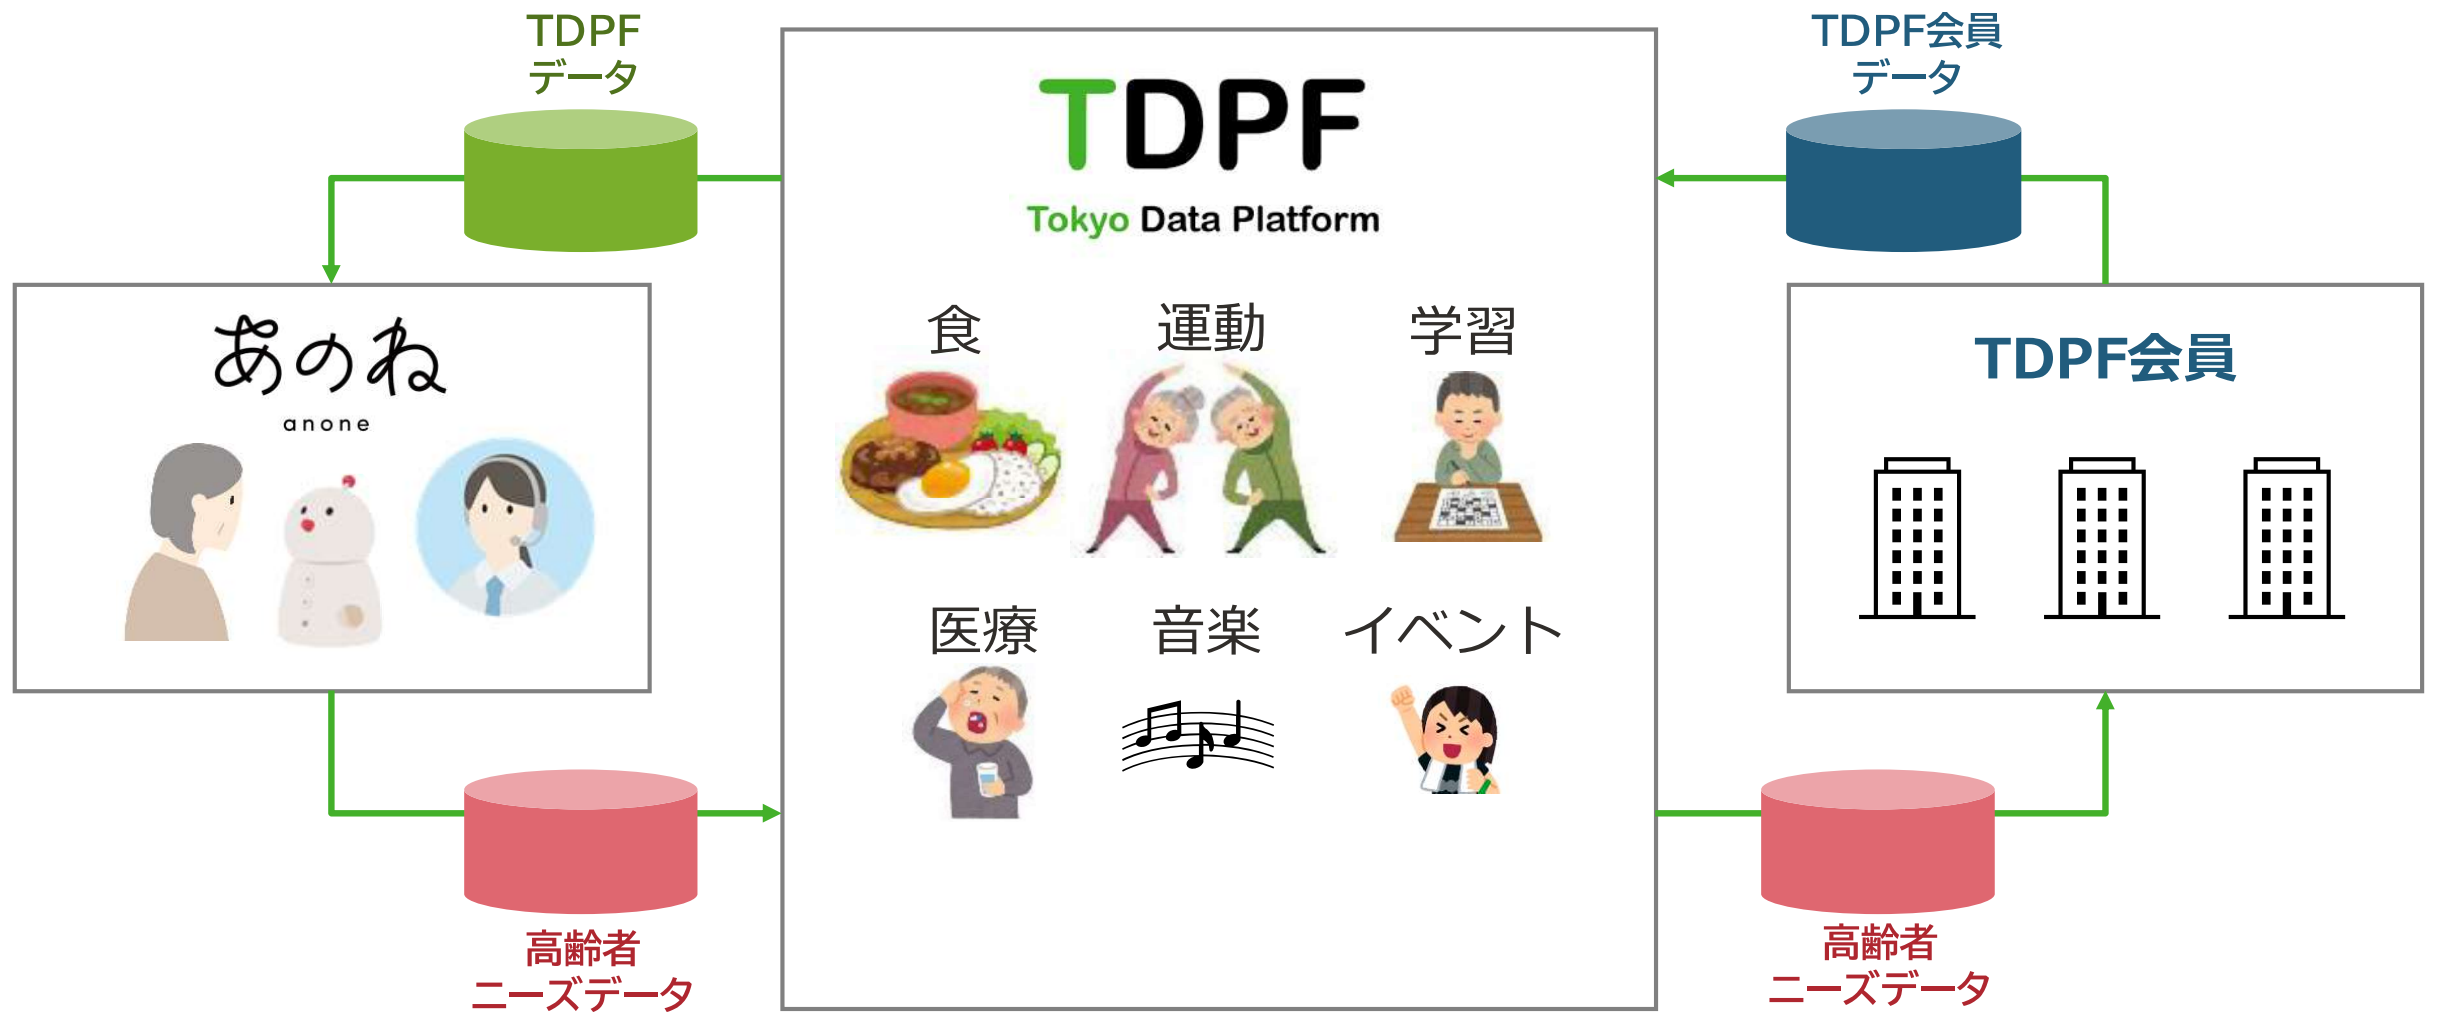 TDPF
データ
TDPF
Tokyo Data Platform
TDPF会員
データ
あのね
anone
食
運動
学習
医療
音楽
イベント
TDPF会員
高齢者
ニーズデータ
高齢者
ニーズデータ